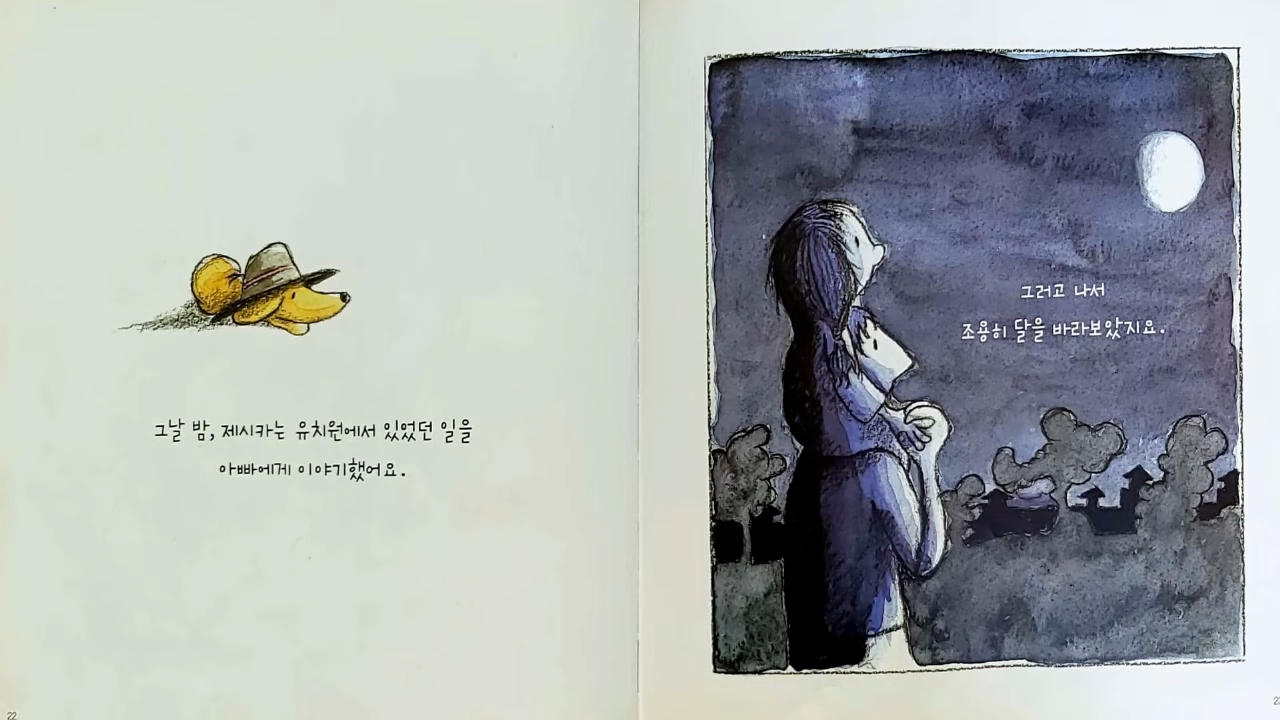 그날 밤, 제시카는 유치원에서 있었던 일을
아빠에게 이야기했어요.
22
그러고 나서
조용히 달을 바라보았지요.